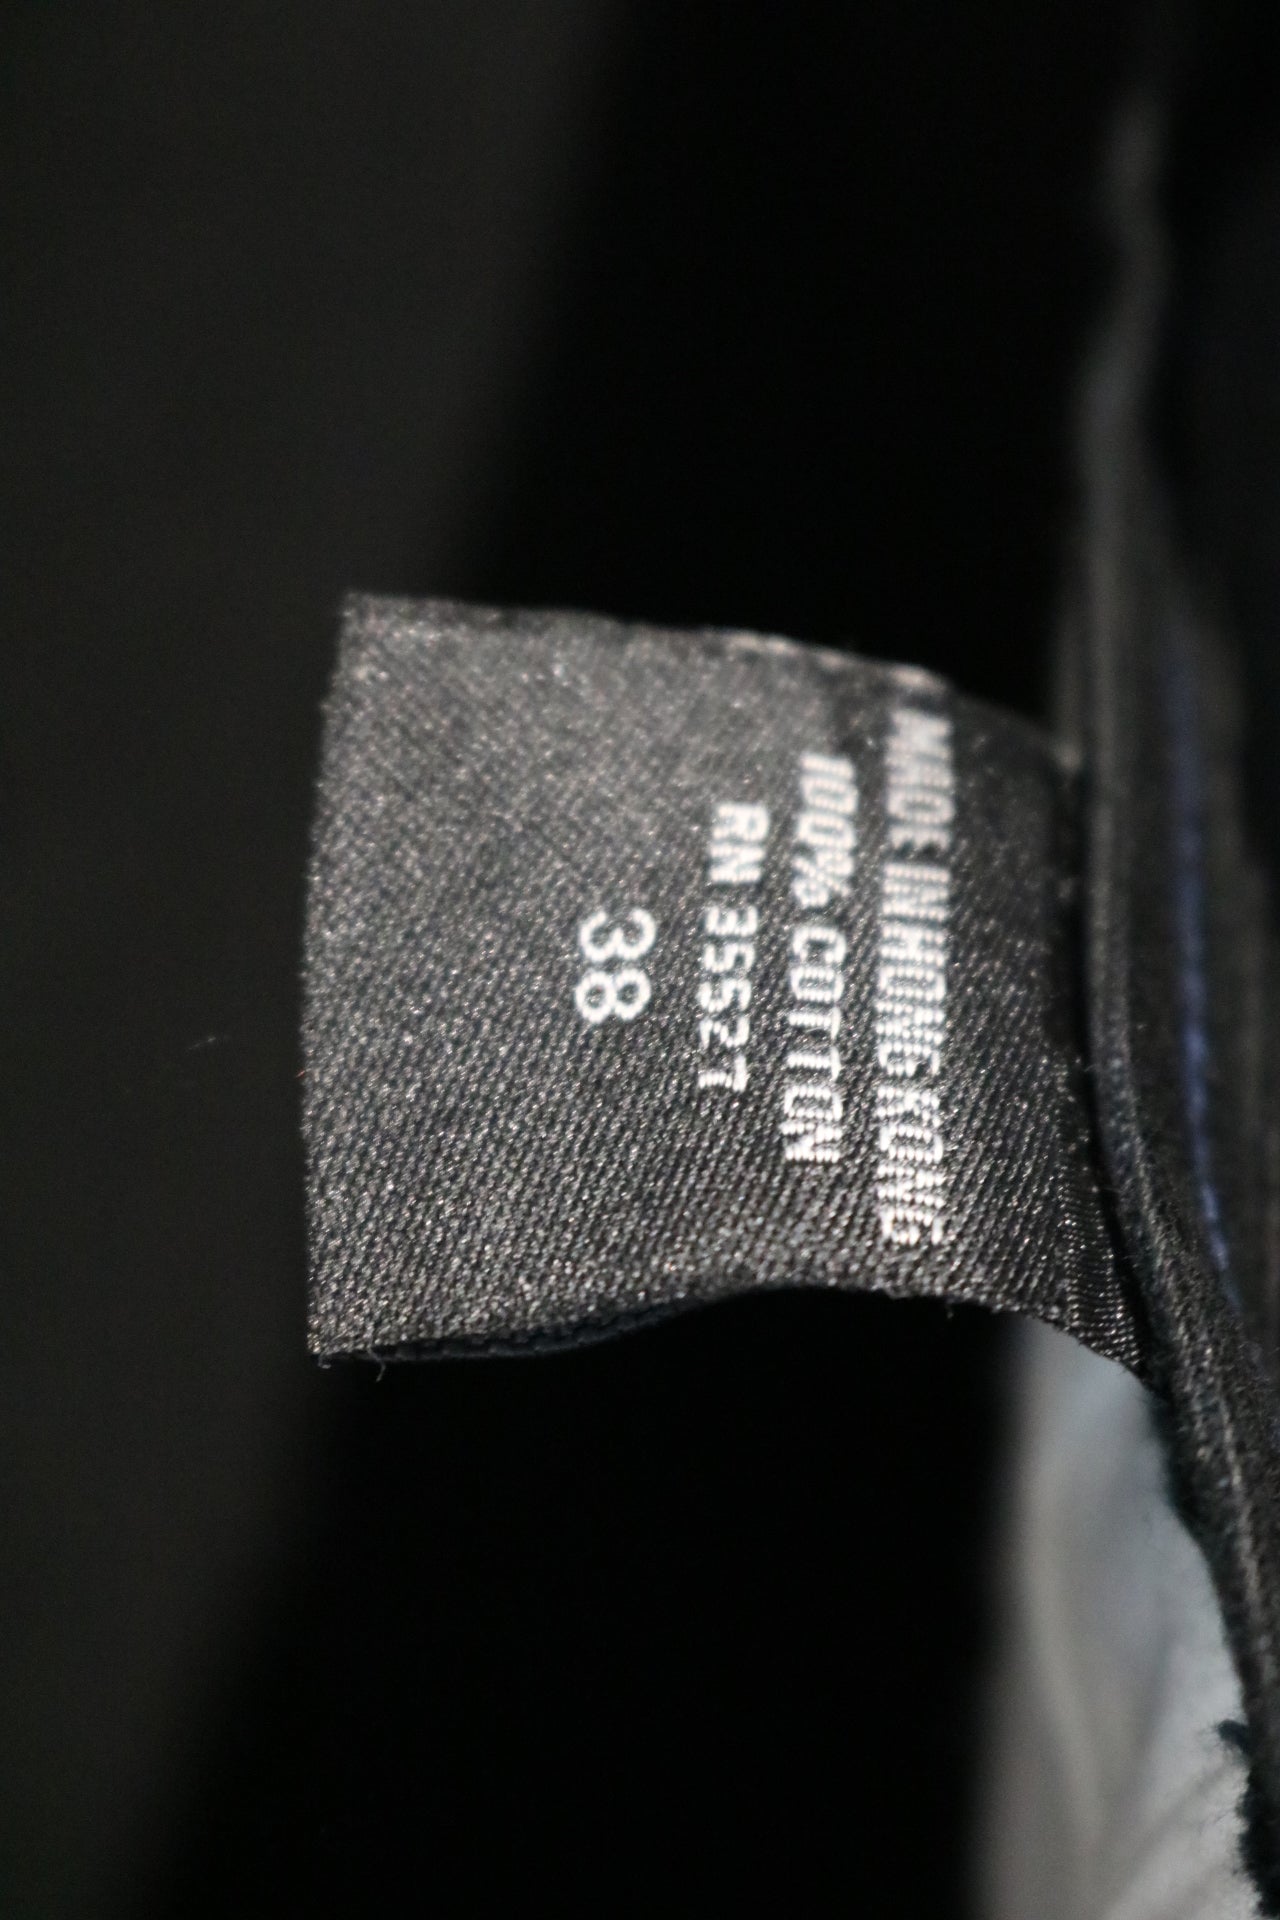 MADE IN HONG KONG
100% COTTON
RN 35527
38